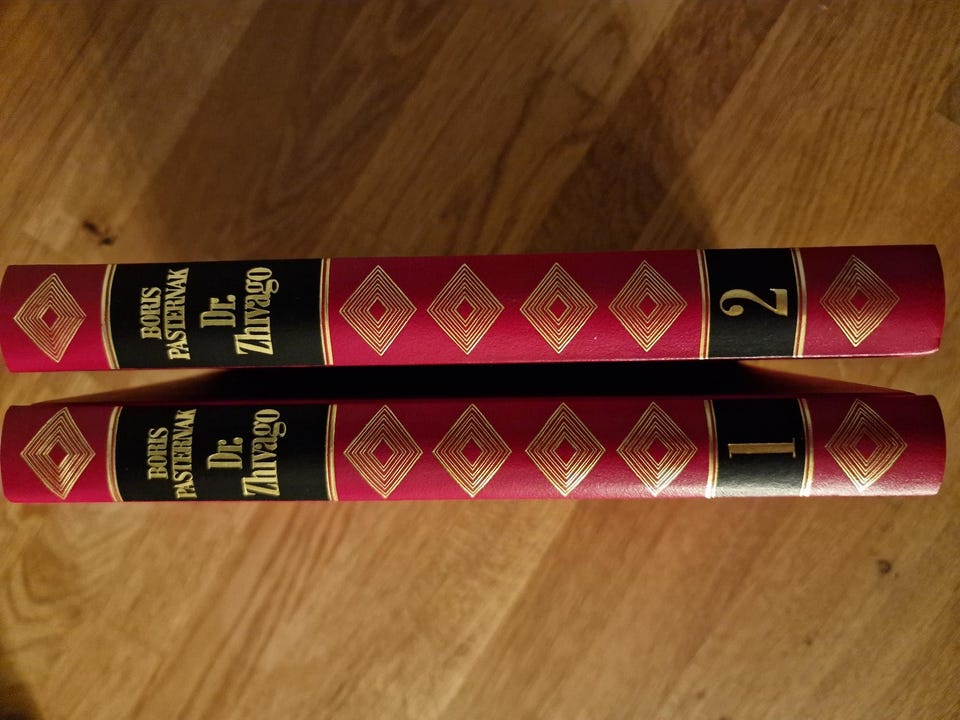 BORIS
PASTERNAK
Dr.
Zhivago
2
BORIS
PASTERNAK
Dr.
Zhivago
1